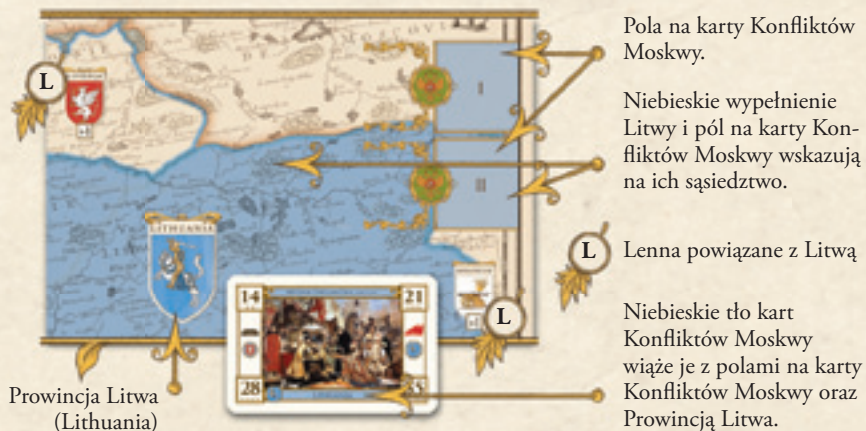 Pola na karty Konfliktów
Moskwy.
Niebieskie wypełnienie
Litwy i pól na karty Kon-
fliktów Moskwy wskazują
na ich sąsiedztwo.
L
Lenna powiązane z Litwą
Niebieskie tło kart
Konfliktów Moskwy
wiąże je z polami na karty
Konfliktów Moskwy oraz
Prowincją Litwa.
L
I
II
LITHUANIA
14
21
28
L
Prowincja Litwa
(Lithuania)